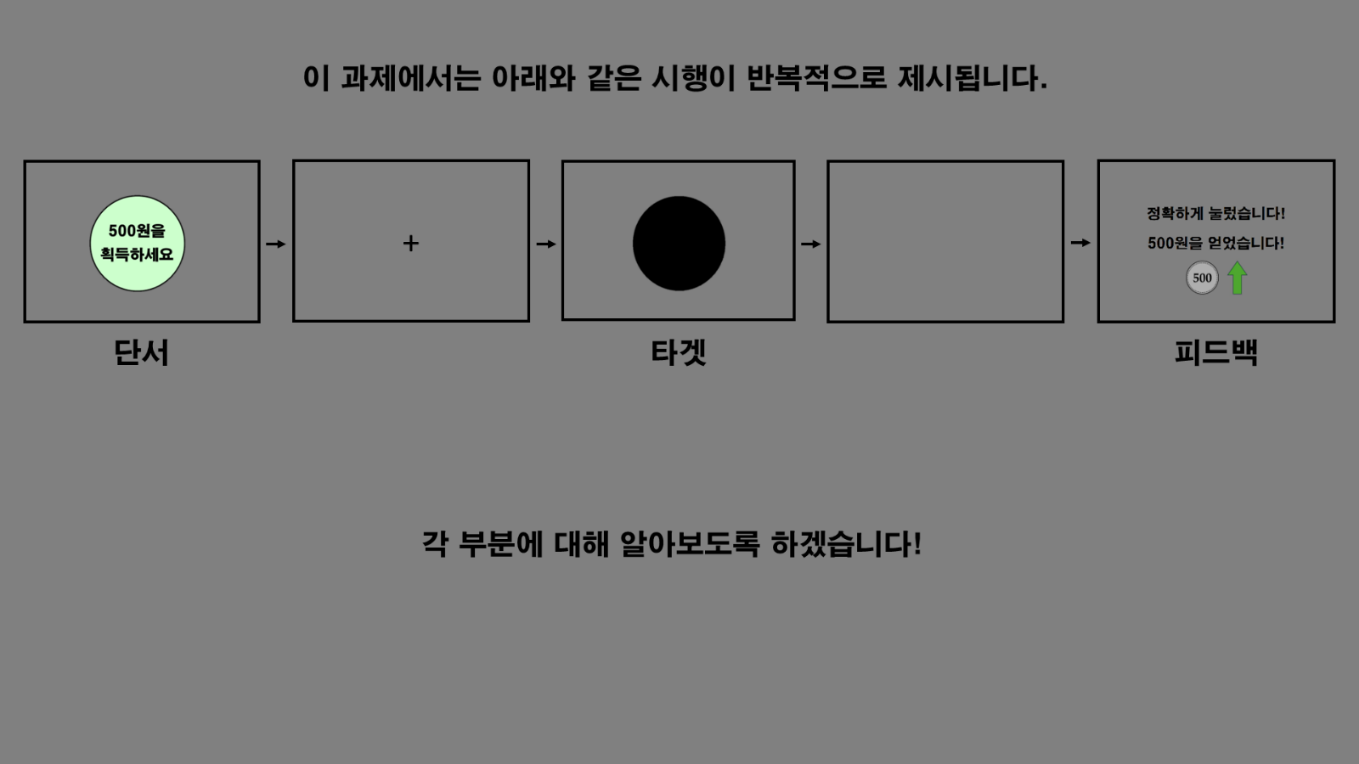 이 과제에서는 아래와 같은 시행이 반복적으로 제시됩니다.
500원을
획득하세요
+
정확하게 눌렀습니다!
500원을 얻었습니다!
500
단서
타겟
피드백
각 부분에 대해 알아보도록 하겠습니다!